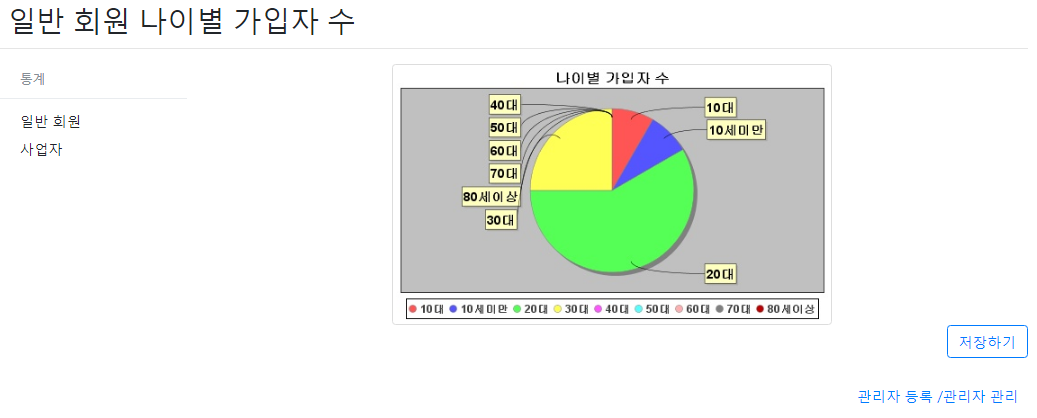 일반 회원 나이별 가입자 수
통계
일반 회원
사업자
나이별 가입자 수
40대
50대
60대
70대
80세이상
30대
10대
10세미만
20대
10대 10세미만 20대 30대 40대 50대 60대 70대 80세이상
저장하기
관리자 등록 /관리자 관리